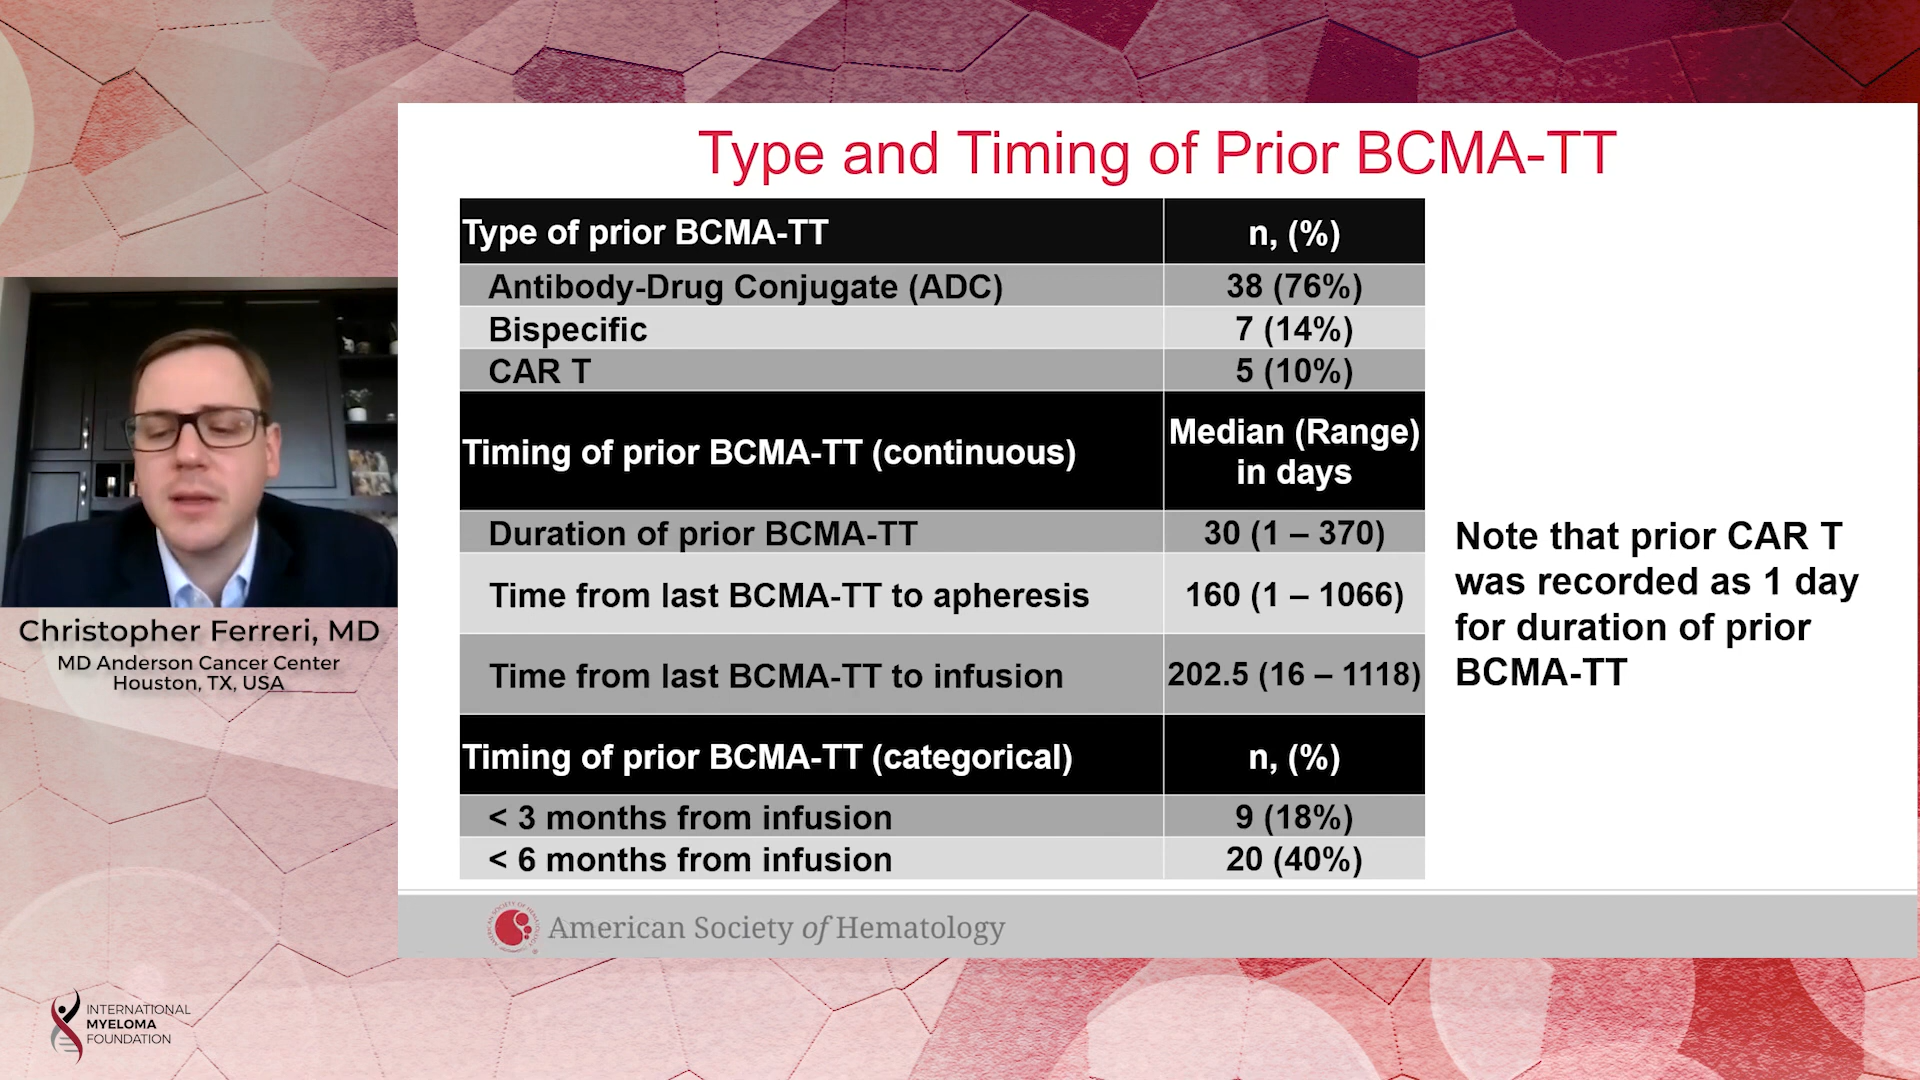 Type and Timing of Prior BCMA-TT
Type of prior BCMA-TT n, (%)
Antibody-Drug Conjugate (ADC) 38 (76%)
Bispecific 7 (14%)
CAR T 5 (10%)
Timing of prior BCMA-TT (continuous) Median (Range) in days
Duration of prior BCMA-TT 30 (1 – 370)
Time from last BCMA-TT to apheresis 160 (1 – 1066)
Time from last BCMA-TT to infusion 202.5 (16 – 1118)
Timing of prior BCMA-TT (categorical) n, (%)
< 3 months from infusion 9 (18%)
< 6 months from infusion 20 (40%)
Note that prior CAR T
was recorded as 1 day
for duration of prior
BCMA-TT
Christopher Ferreri, MD
MD Anderson Cancer Center
Houston, TX, USA
American Society of Hematology
INTERNATIONAL
MYELOMA
FOUNDATION